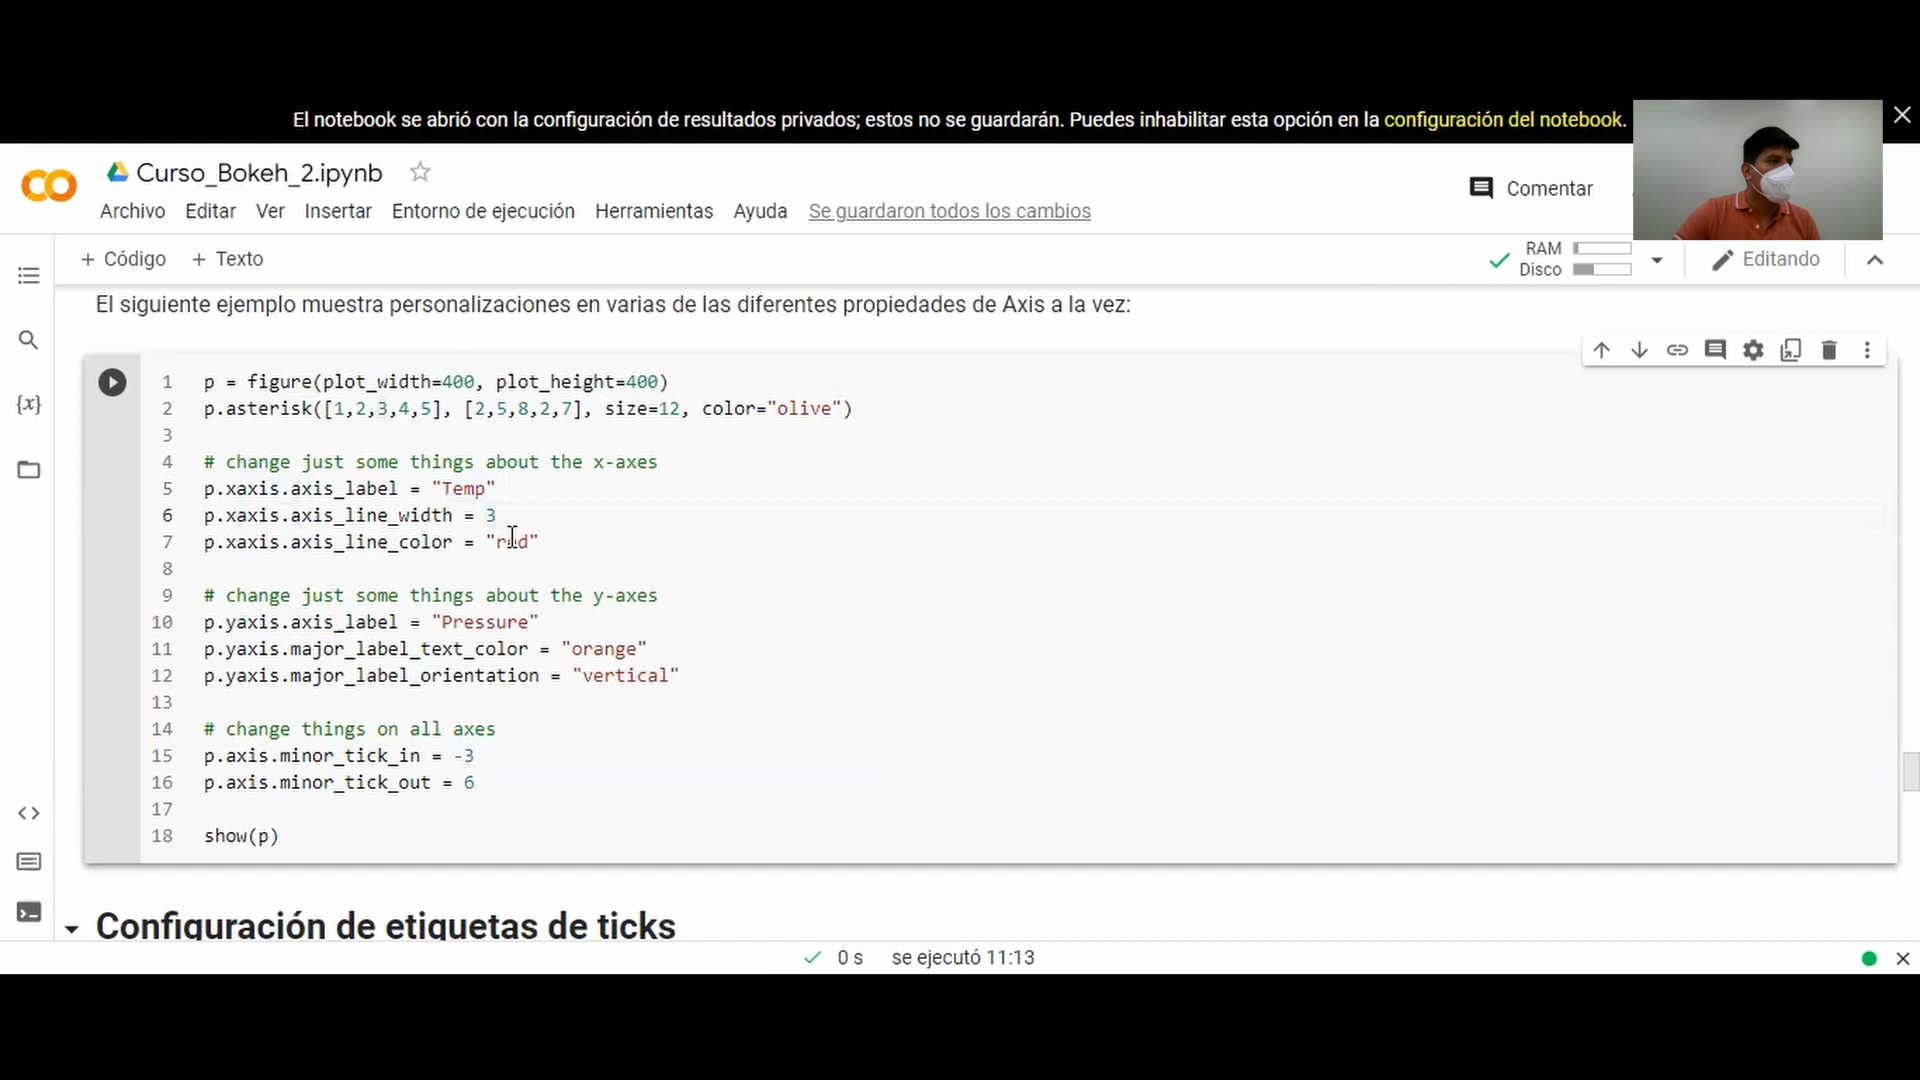 El notebook se abrió con la configuración de resultados privados; estos no se guardarán. Puedes inhabilitar esta opción en la configuración del notebook.
Curso_Bokeh_2.ipynb
Comentar
Archivo Editar Ver Insertar Entorno de ejecución Herramientas Ayuda Se guardaron todos los cambios
+ Código + Texto
RAM
Disco
Editando
El siguiente ejemplo muestra personalizaciones en varias de las diferentes propiedades de Axis a la vez:
1 p = figure(plot_width=400, plot_height=400)
2 p.asterisk([1,2,3,4,5], [2,5,8,2,7], size=12, color="olive")
3
4 # change just some things about the x-axes
5 p.xaxis.axis_label = "Temp"
6 p.xaxis.axis_line_width = 3
7 p.xaxis.axis_line_color = "red"
8
9 # change just some things about the y-axes
10 p.yaxis.axis_label = "Pressure"
11 p.yaxis.major_label_text_color = "orange"
12 p.yaxis.major_label_orientation = "vertical"
13
14 # change things on all axes
15 p.axis.minor_tick_in = -3
16 p.axis.minor_tick_out = 6
17
18 show(p)
Configuración de etiquetas de ticks
0 s se ejecutó 11:13